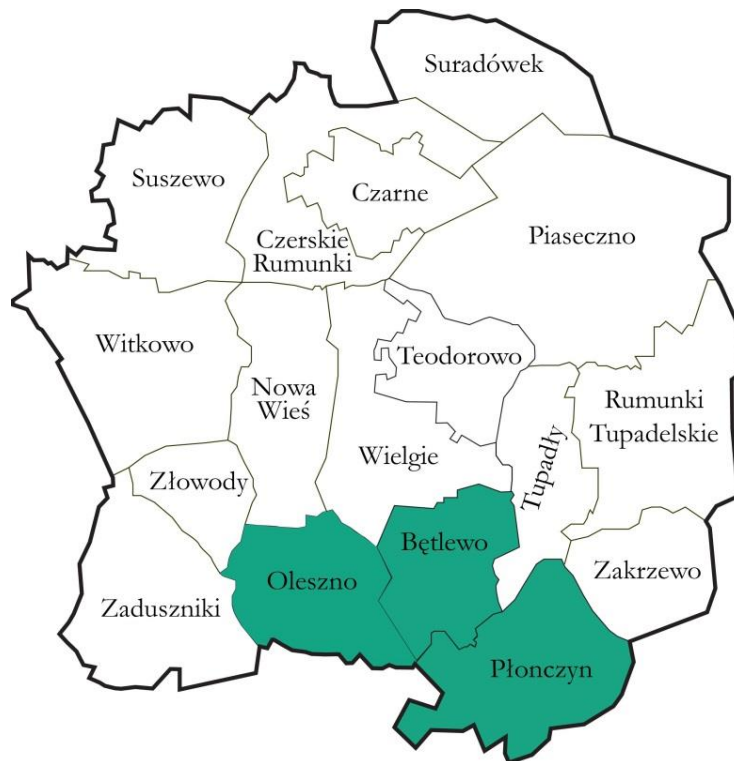 Suradówek
Suszewo
Czarne
Czerskie
Rumunki
Piaseczno
Witkowo
Nowa
Wieś
Teodorowo
Rumunki
Tupadelskie
Złowody
Wielgie
Tupadły
Oleszno
Bętlewo
Zakrzewo
Zaduszniki
Płonczyn